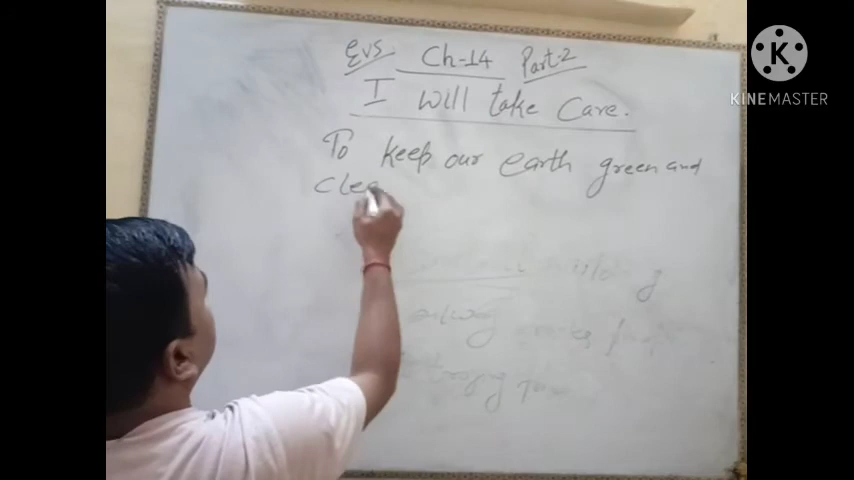 EVS. Ch-14 Part-2
I will take Care.
To keep our earth green and
clea
KINEMASTER